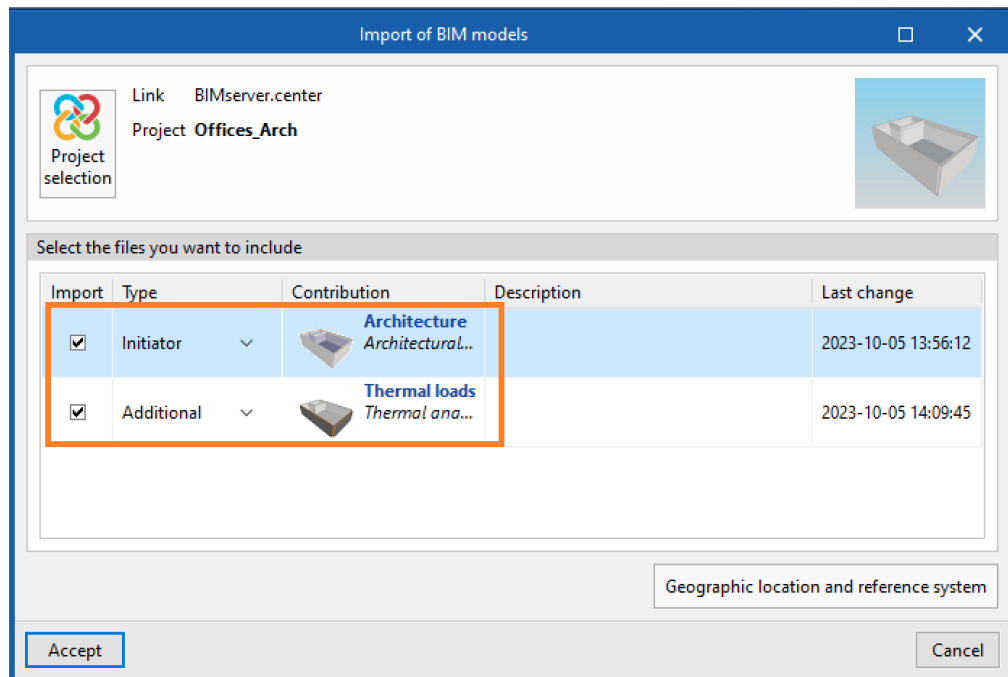 Import of BIM models
Link BIMserver.center
Project Offices_Arch
Project
selection
Select the files you want to include
Import Type Contribution Description Last change
Architecture
Initiator Architectural... 2023-10-05 13:56:12
Thermal loads
Additional Thermal ana... 2023-10-05 14:09:45
Geographic location and reference system
Accept Cancel